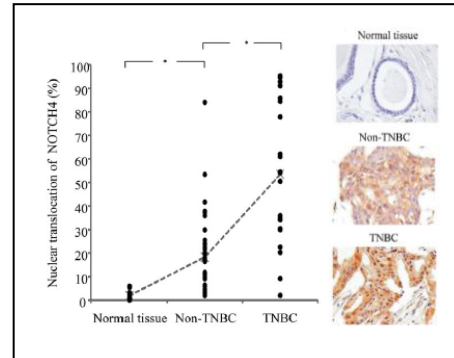 Nuclear translocation of NOTCH4 (%)
100
90
80
70
60
50
40
30
20
10
0
*
*
Normal tissue
Non-TNBC
TNBC
Normal tissue
Non-TNBC
TNBC